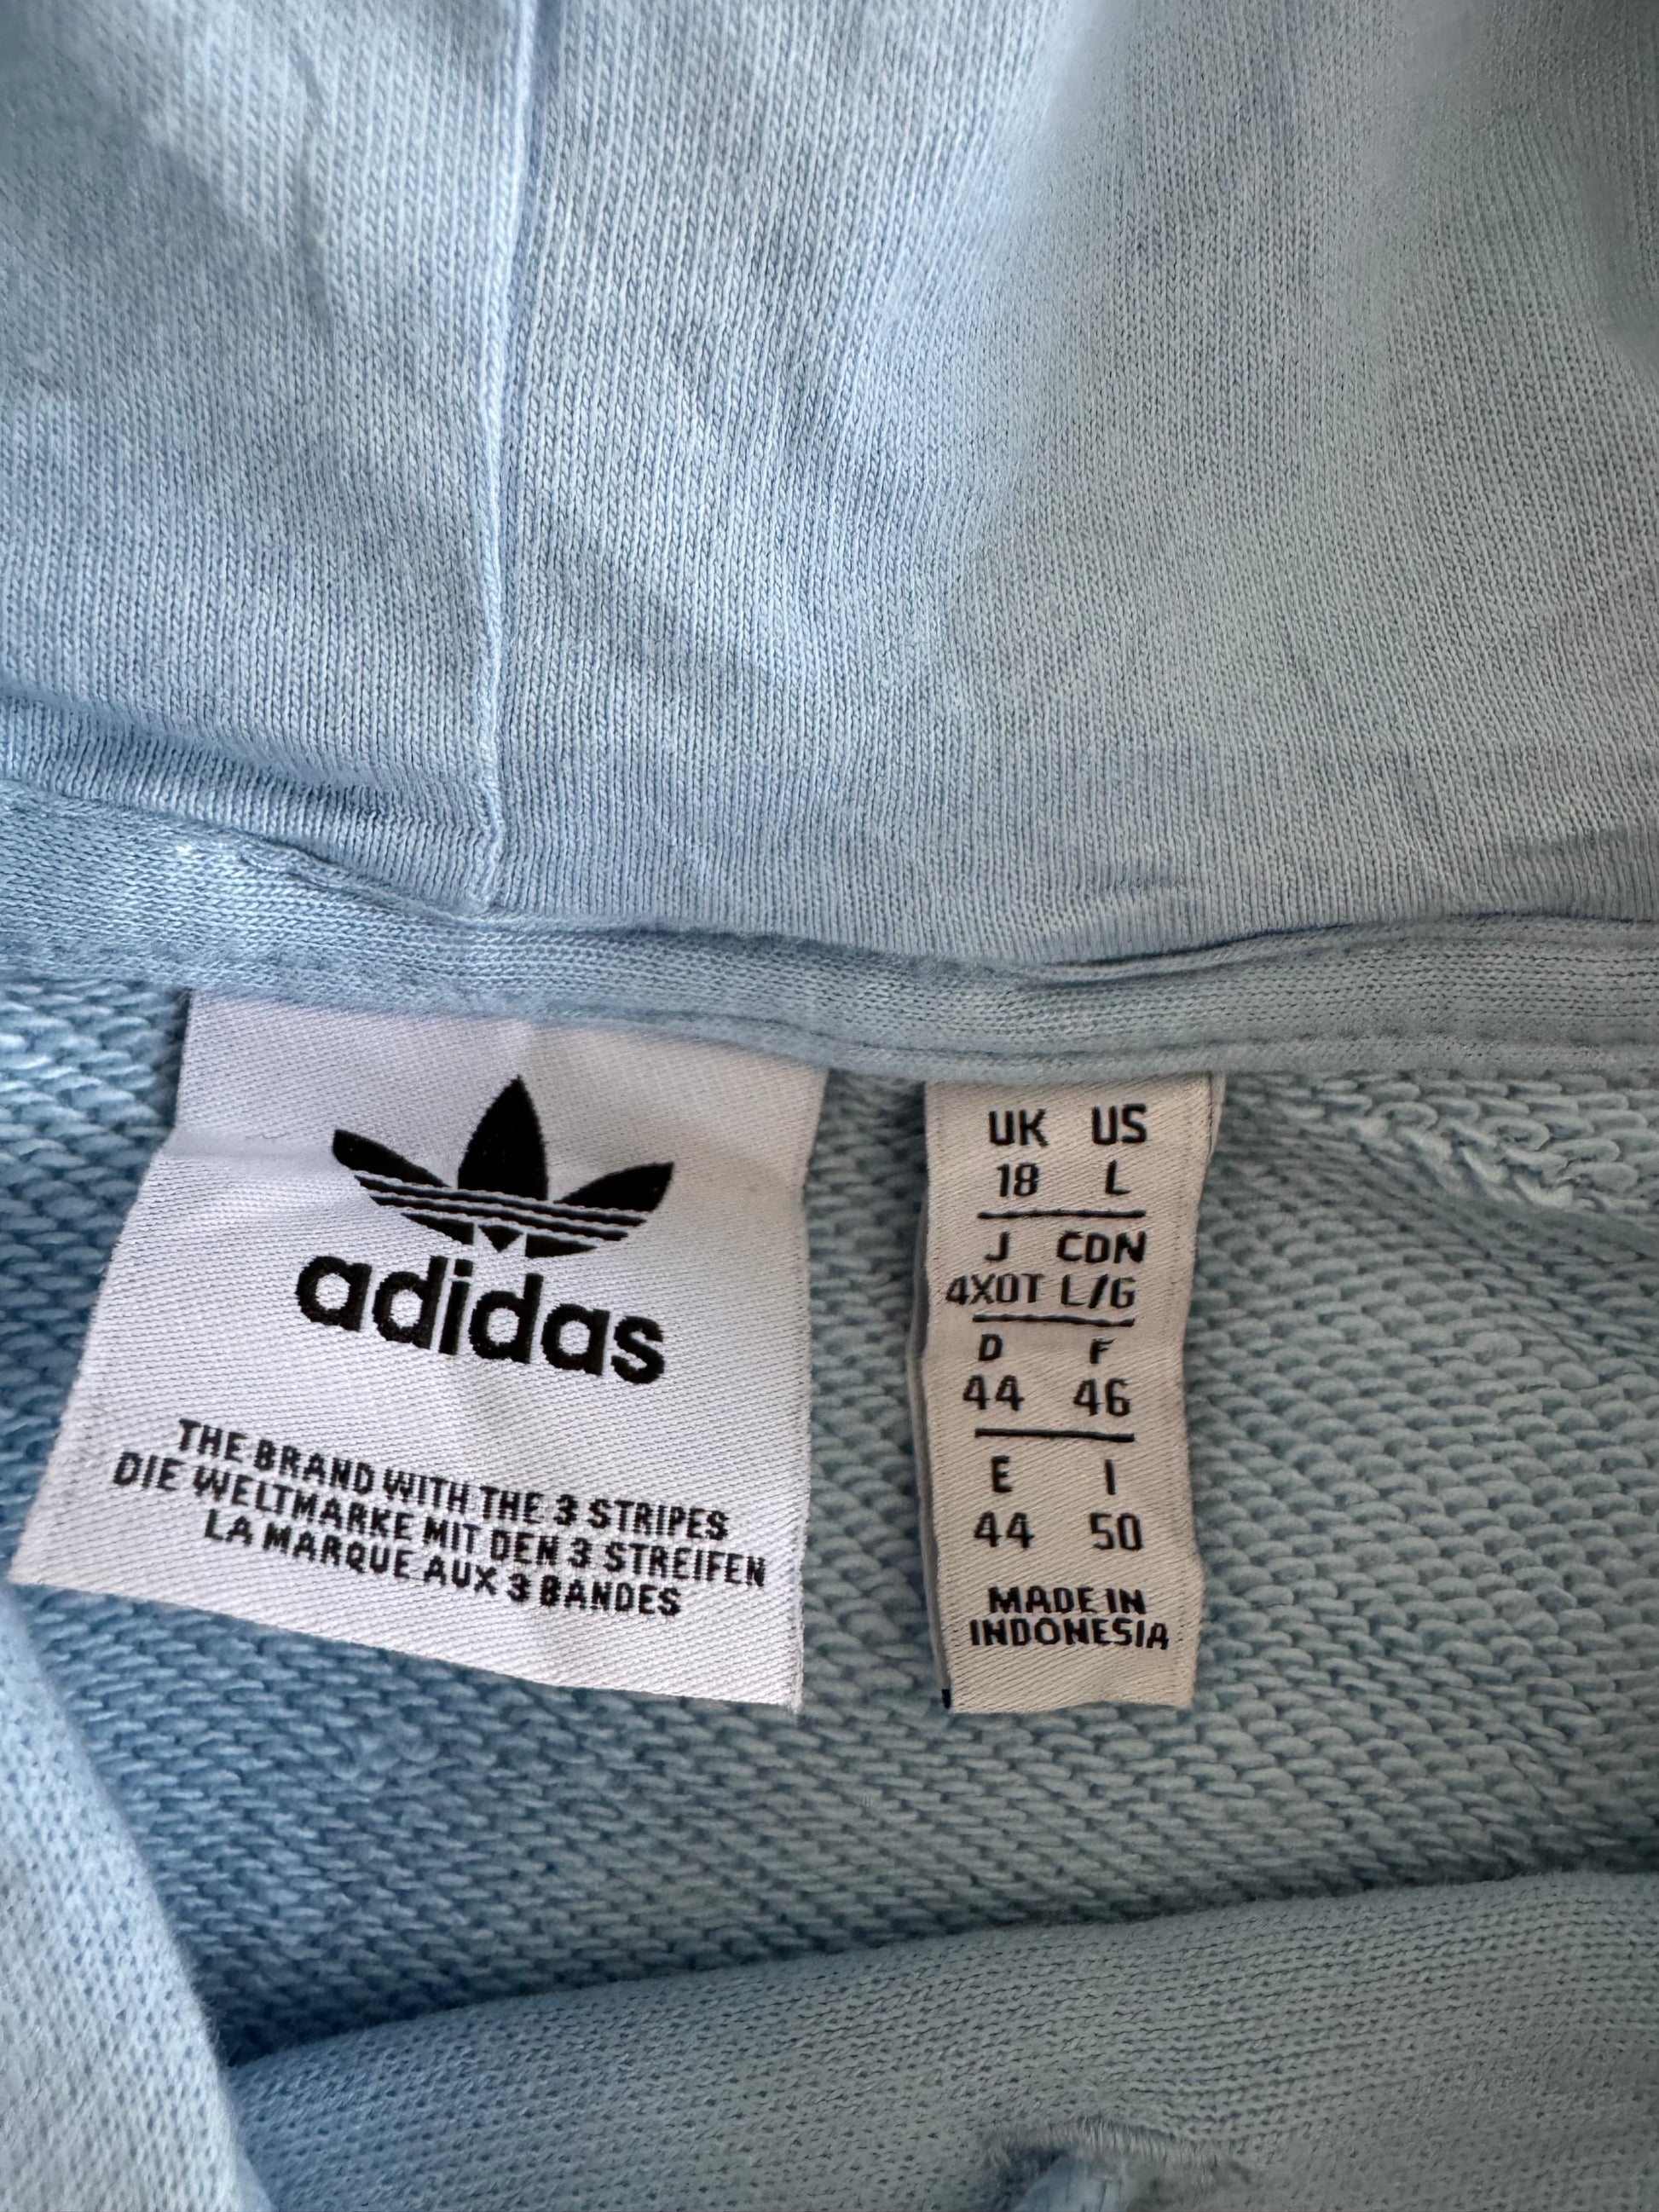 adidas
THE BRAND WITH THE 3 STRIPES
DIE WELTMARKE MIT DEN 3 STREIFEN
LA MARQUE AUX 3 BANDES
UK US
18 L
J CDN
4XOT L/G
D F
44 46
E I
44 50
MADE IN
INDONESIA